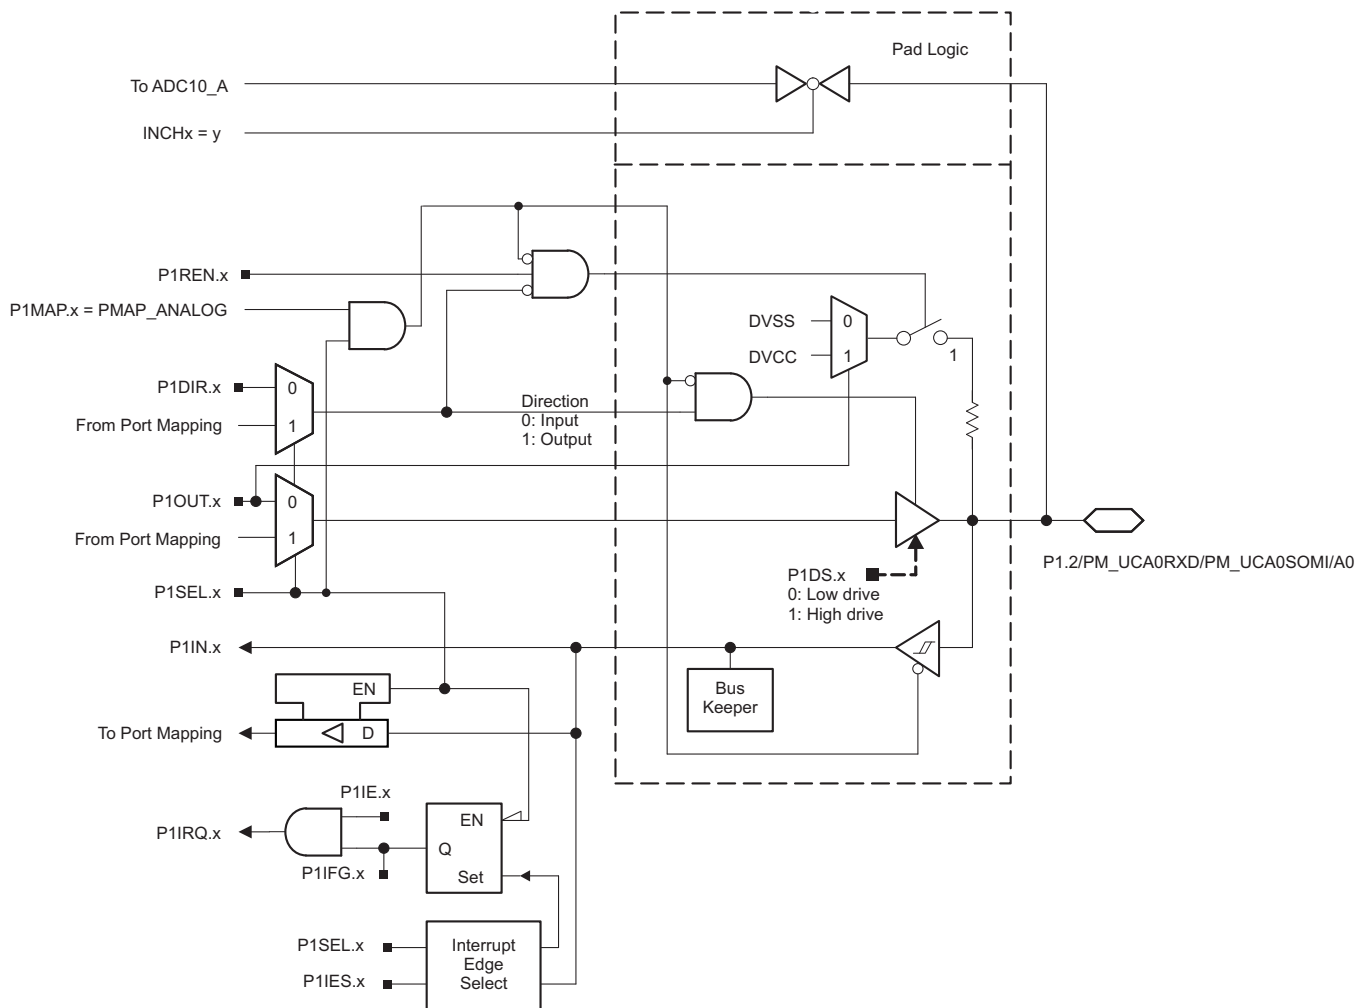 Pad Logic
To ADC10_A
INCHx = y
P1REN.x
P1MAP.x = PMAP_ANALOG
DVSS
0
DVCC
1
1
P1DIR.x
0
From Port Mapping
1
Direction
0: Input
1: Output
P1OUT.x
0
From Port Mapping
1
P1SEL.x
P1DS.x
0: Low drive
1: High drive
P1.2/PM_UCA0RXD/PM_UCA0SOMI/A0
P1IN.x
EN
Bus
Keeper
To Port Mapping
D
P1IE.x
EN
P1IRQ.x
Q
P1IFG.x
Set
P1SEL.x
Interrupt
Edge
P1IES.x
Select